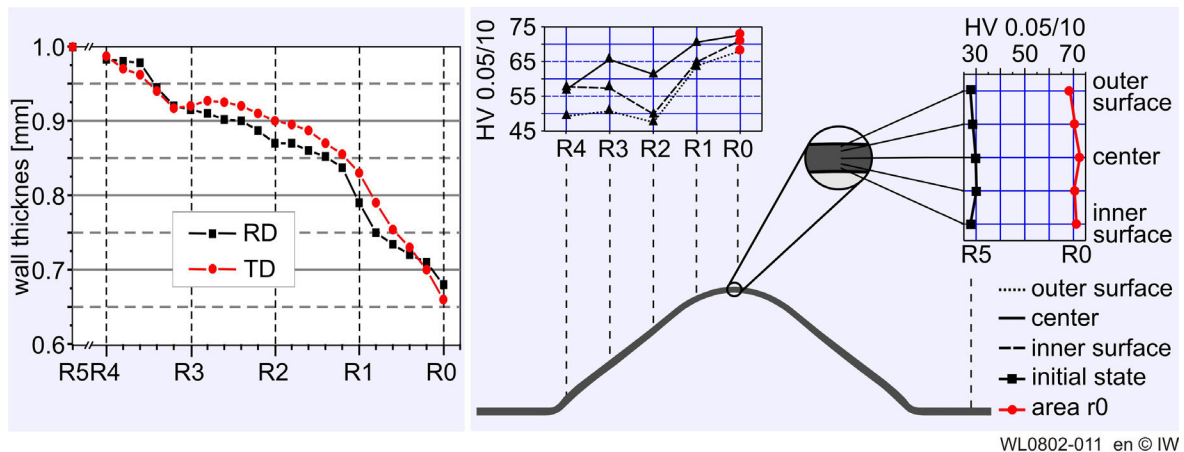 wall thicknes [mm]
1.0
0.9
0.8
0.7
0.6
R5 R4 R3 R2 R1 R0
RD
TD
HV 0.05/10
75
65
55
45
R4 R3 R2 R1 R0
HV 0.05/10
30 50 70
outer
surface
center
inner
surface
R5 R0
outer surface
center
inner surface
initial state
area r0
WL0802-011 en © IW